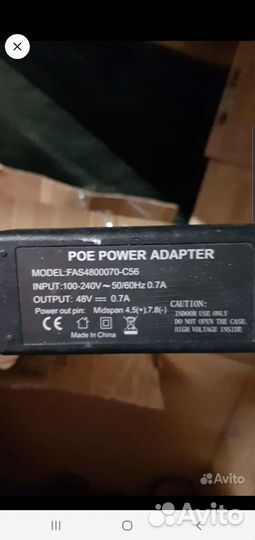 POE POWER ADAPTER
MODEL:FAS4800070-C56
INPUT:100-240V~50/60Hz 0.7A
OUTPUT: 48V⎓0.7A
Power out pin: Midspan 4,5(+);7,8(-)
CAUTION:
INDOOR USE ONLY
DO NOT OPEN THE CASE,
HIGH VOLTAGE INSIDE
CE
Made In China
Avito
Avito